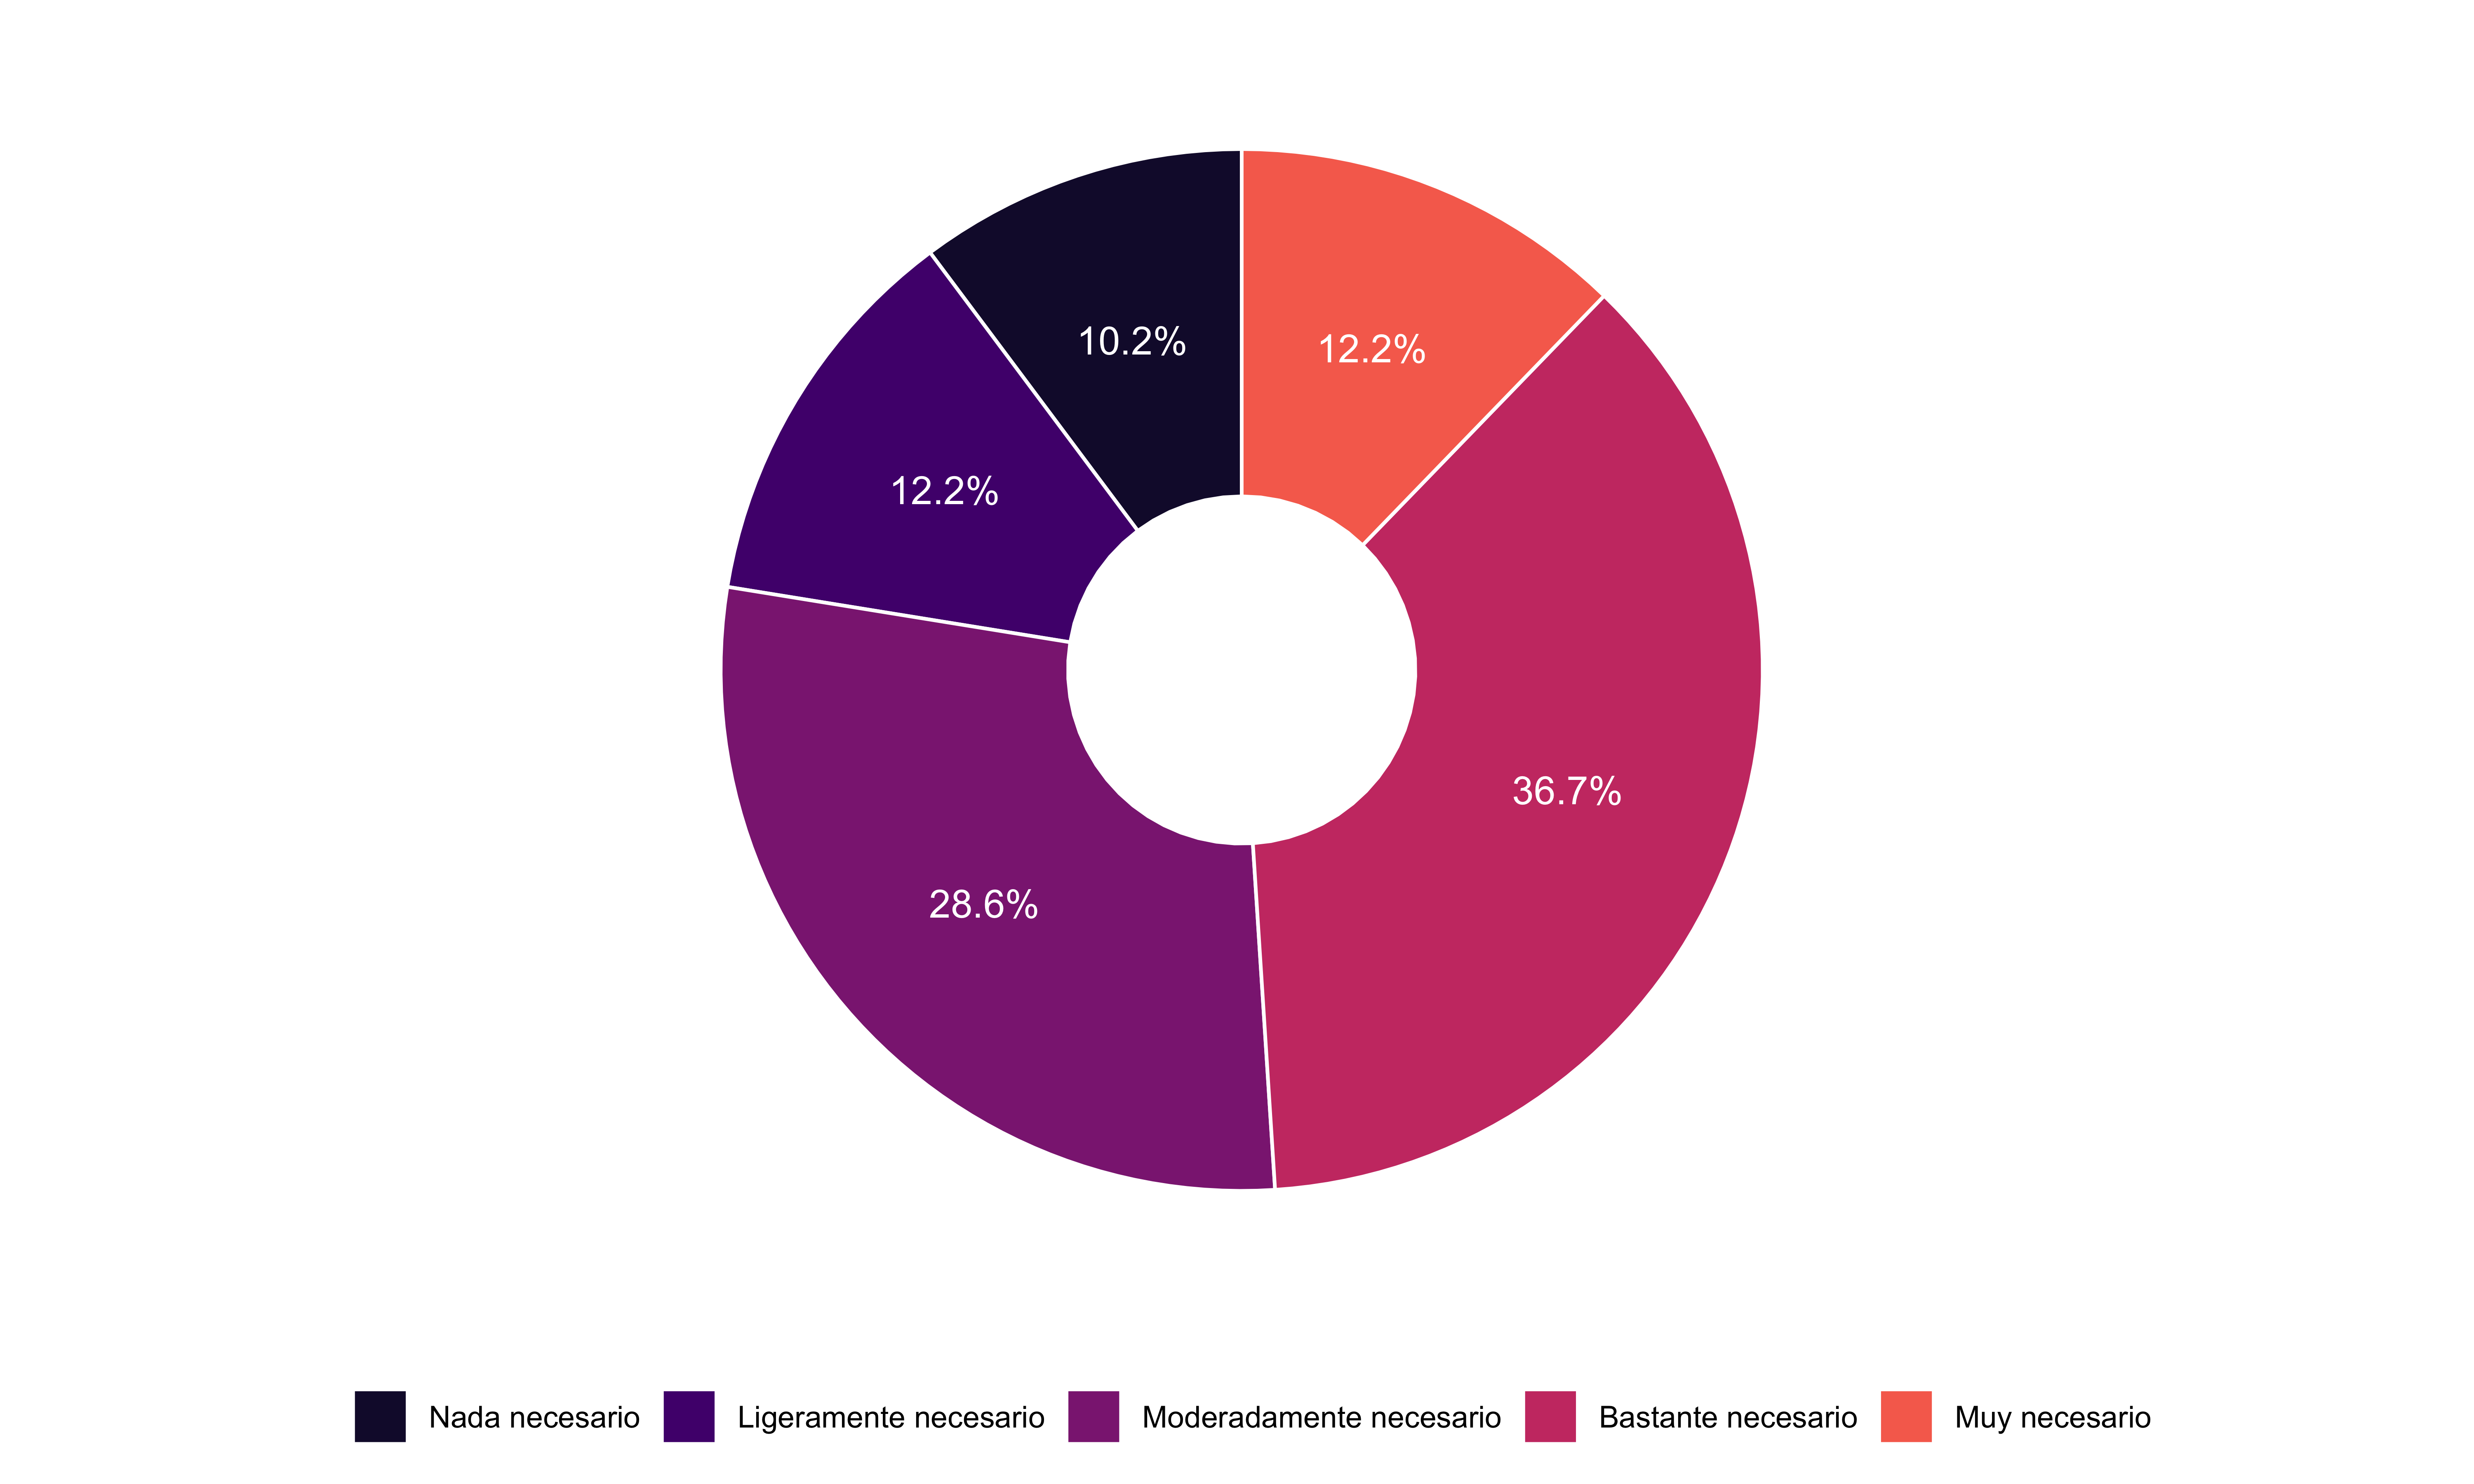 10.2%
12.2%
12.2%
36.7%
28.6%
Nada necesario
Ligeramente necesario
Moderadamente necesario
Bastante necesario
Muy necesario